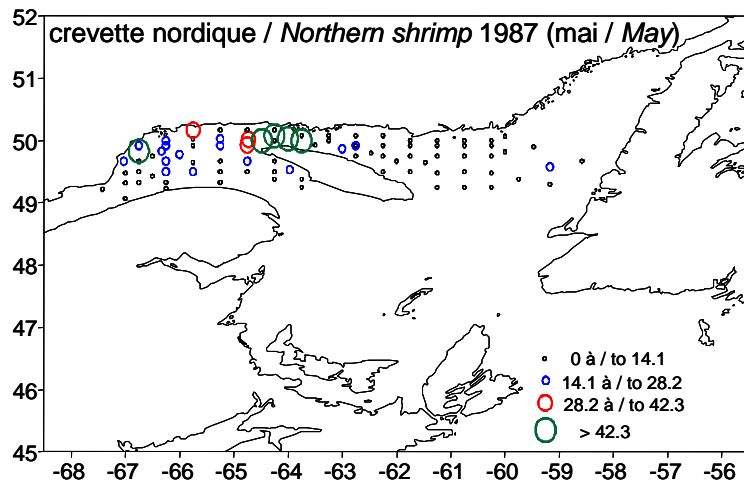 crevette nordique / Northern shrimp 1987 (mai / May)
52
51
50
49
48
47
46
45
0 à / to 14.1
14.1 à / to 28.2
28.2 à / to 42.3
> 42.3
-68 -67 -66 -65 -64 -63 -62 -61 -60 -59 -58 -57 -56